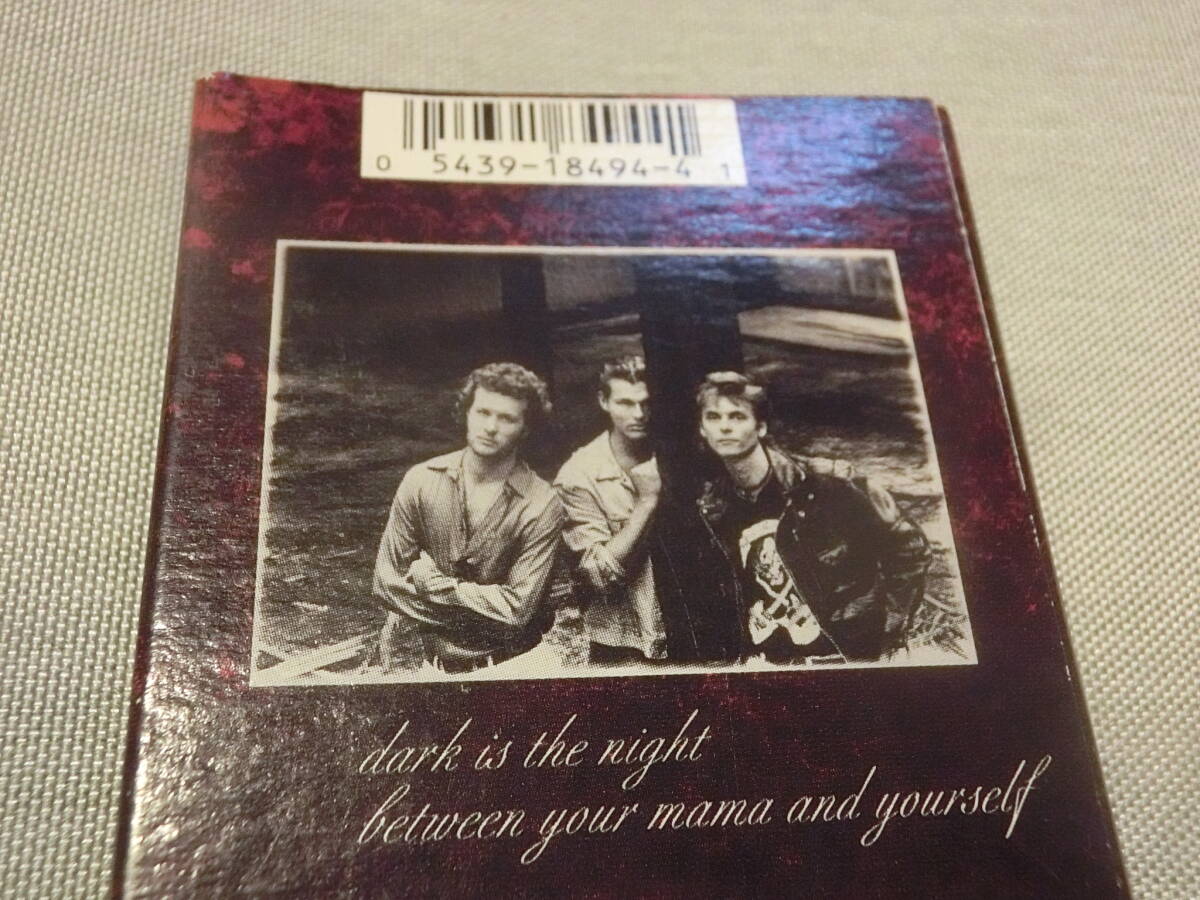 0 5439-18494-4 1
dark is the night
between your mama and yourself